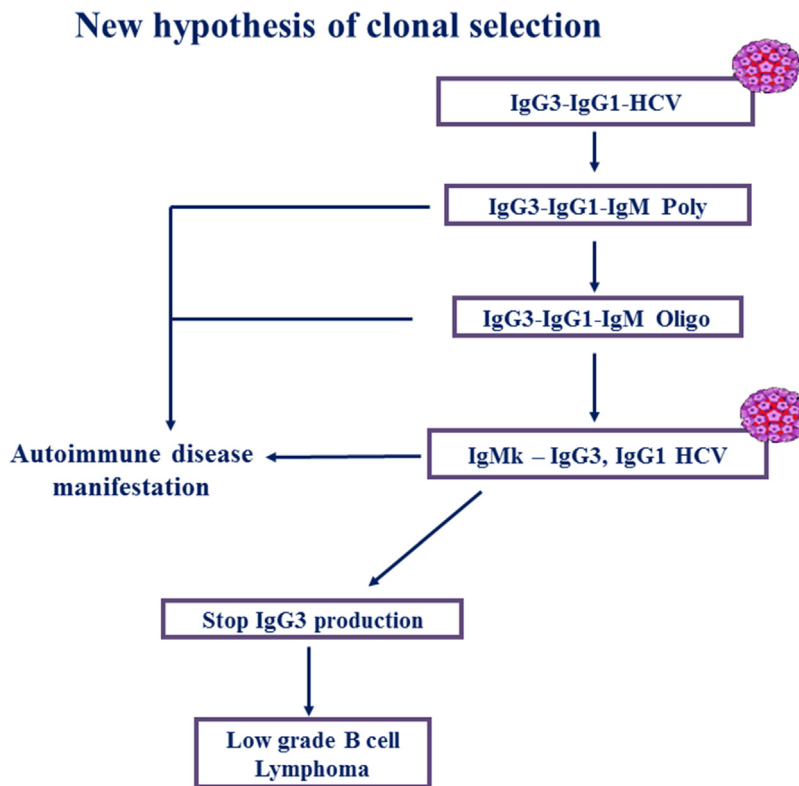 New hypothesis of clonal selection
IgG3-IgG1-HCV
IgG3-IgG1-IgM Poly
IgG3-IgG1-IgM Oligo
Autoimmune disease
manifestation
IgMk – IgG3, IgG1 HCV
Stop IgG3 production
Low grade B cell
Lymphoma